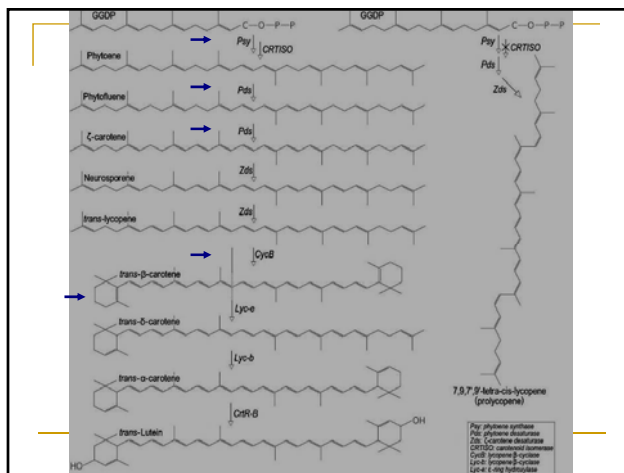 GGDP
C-O-P-P
Psy
CRTISO
Phytoene
Pds
Phytofluene
Pds
ζ-carotene
Zds
Neurosporene
Zds
trans-lycopene
CycB
trans-β-carotene
Lyc-e
trans-δ-carotene
Lyc-b
trans-α-carotene
CrtR-B
trans-Lutein
OH
HO
GGDP
C-O-P-P
Psy
CRTISO
Pds
Zds
7,9,7',9'-tetra-cis-lycopene
(prolycopene)
Psy: phytoene synthase
Pds: phytoene desaturase
Zds: ζ-carotene desaturase
CRTISO: carotenoid isomerase
CycB: lycopene β-cyclase
Lyc-b: lycopene β-cyclase
Lyc-e: ε-ring hydroxylase